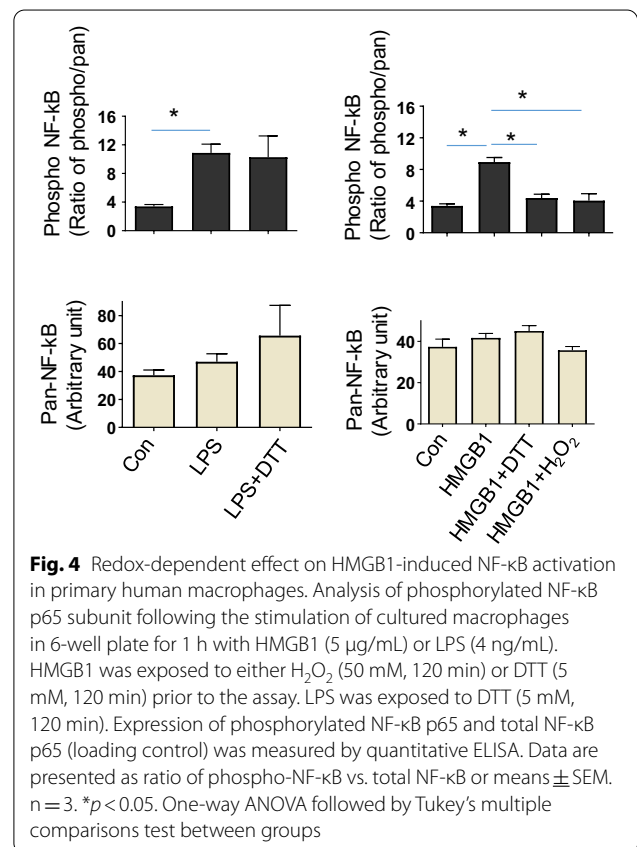 Phospho NF-kB
(Ratio of phospho/pan)
16
12
8
4
0
*
Phospho NF-kB
(Ratio of phospho/pan)
16
12
8
4
0
*
*
*
Pan-NF-kB
(Arbitrary unit)
80
60
40
20
0
Con
LPS
LPS+DTT
Pan-NF-kB
(Arbitrary unit)
40
20
0
Con
HMGB1
HMGB1+DTT
HMGB1+H₂O₂
Fig. 4 Redox-dependent effect on HMGB1-induced NF-κB activation
in primary human macrophages. Analysis of phosphorylated NF-κB
p65 subunit following the stimulation of cultured macrophages
in 6-well plate for 1 h with HMGB1 (5 μg/mL) or LPS (4 ng/mL).
HMGB1 was exposed to either H₂O₂ (50 mM, 120 min) or DTT (5
mM, 120 min) prior to the assay. LPS was exposed to DTT (5 mM,
120 min). Expression of phosphorylated NF-κB p65 and total NF-κB
p65 (loading control) was measured by quantitative ELISA. Data are
presented as ratio of phospho-NF-κB vs. total NF-κB or means ± SEM.
n = 3. *p < 0.05. One-way ANOVA followed by Tukey's multiple
comparisons test between groups